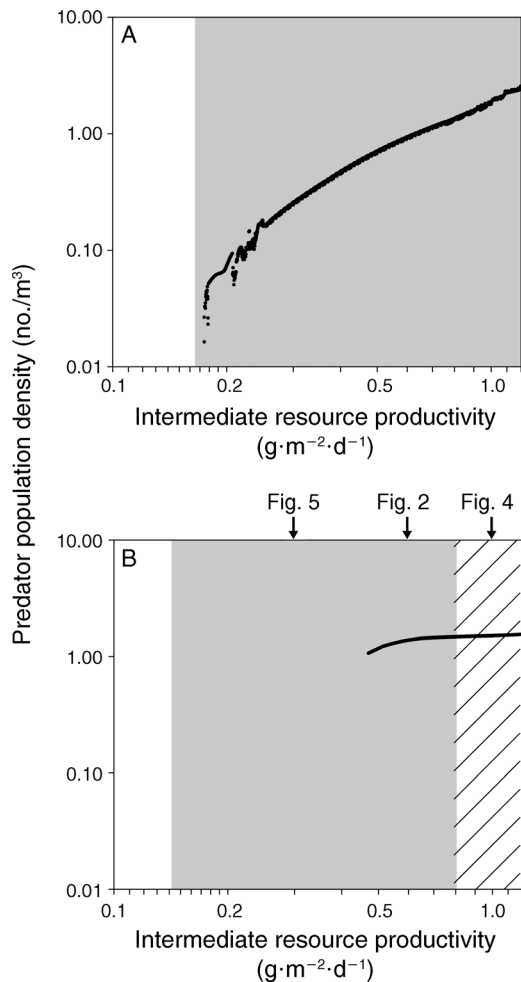 Predator population density (no./m³)
A
10.00
1.00
0.10
0.01
0.1
0.2
0.5
1.0
Intermediate resource productivity
(g·m⁻²·d⁻¹)
Fig. 5
Fig. 2
Fig. 4
B
10.00
1.00
0.10
0.01
0.1
0.2
0.5
1.0
Intermediate resource productivity
(g·m⁻²·d⁻¹)